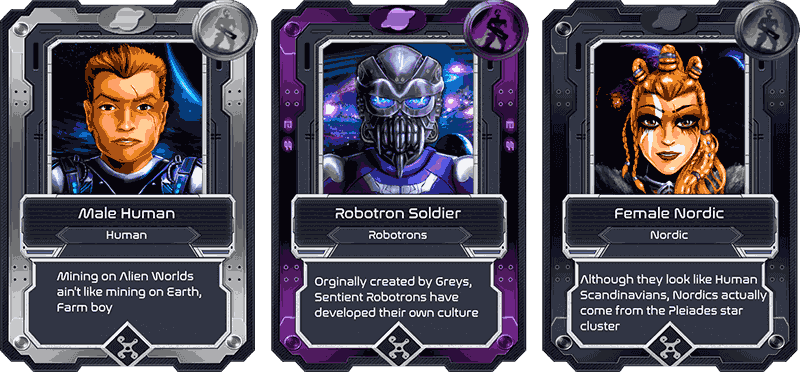 Male Human
Human
Mining on Alien Worlds
ain't like mining on Earth,
Farm boy
Robotron Soldier
Robotrons
Orginally created by Greys,
Sentient Robotrons have
developed their own culture
Female Nordic
Nordic
Although they look like Human
Scandinavians, Nordics actually
come from the Pleiades star
cluster